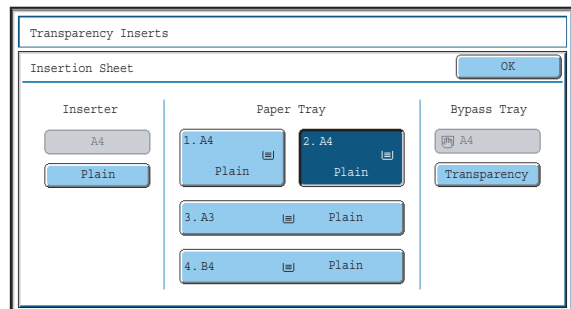 Transparency Inserts
Insertion Sheet
OK
Inserter
Paper Tray
Bypass Tray
A4
Plain
1. A4
Plain
2. A4
Plain
A4
Transparency
3. A3
Plain
4. B4
Plain